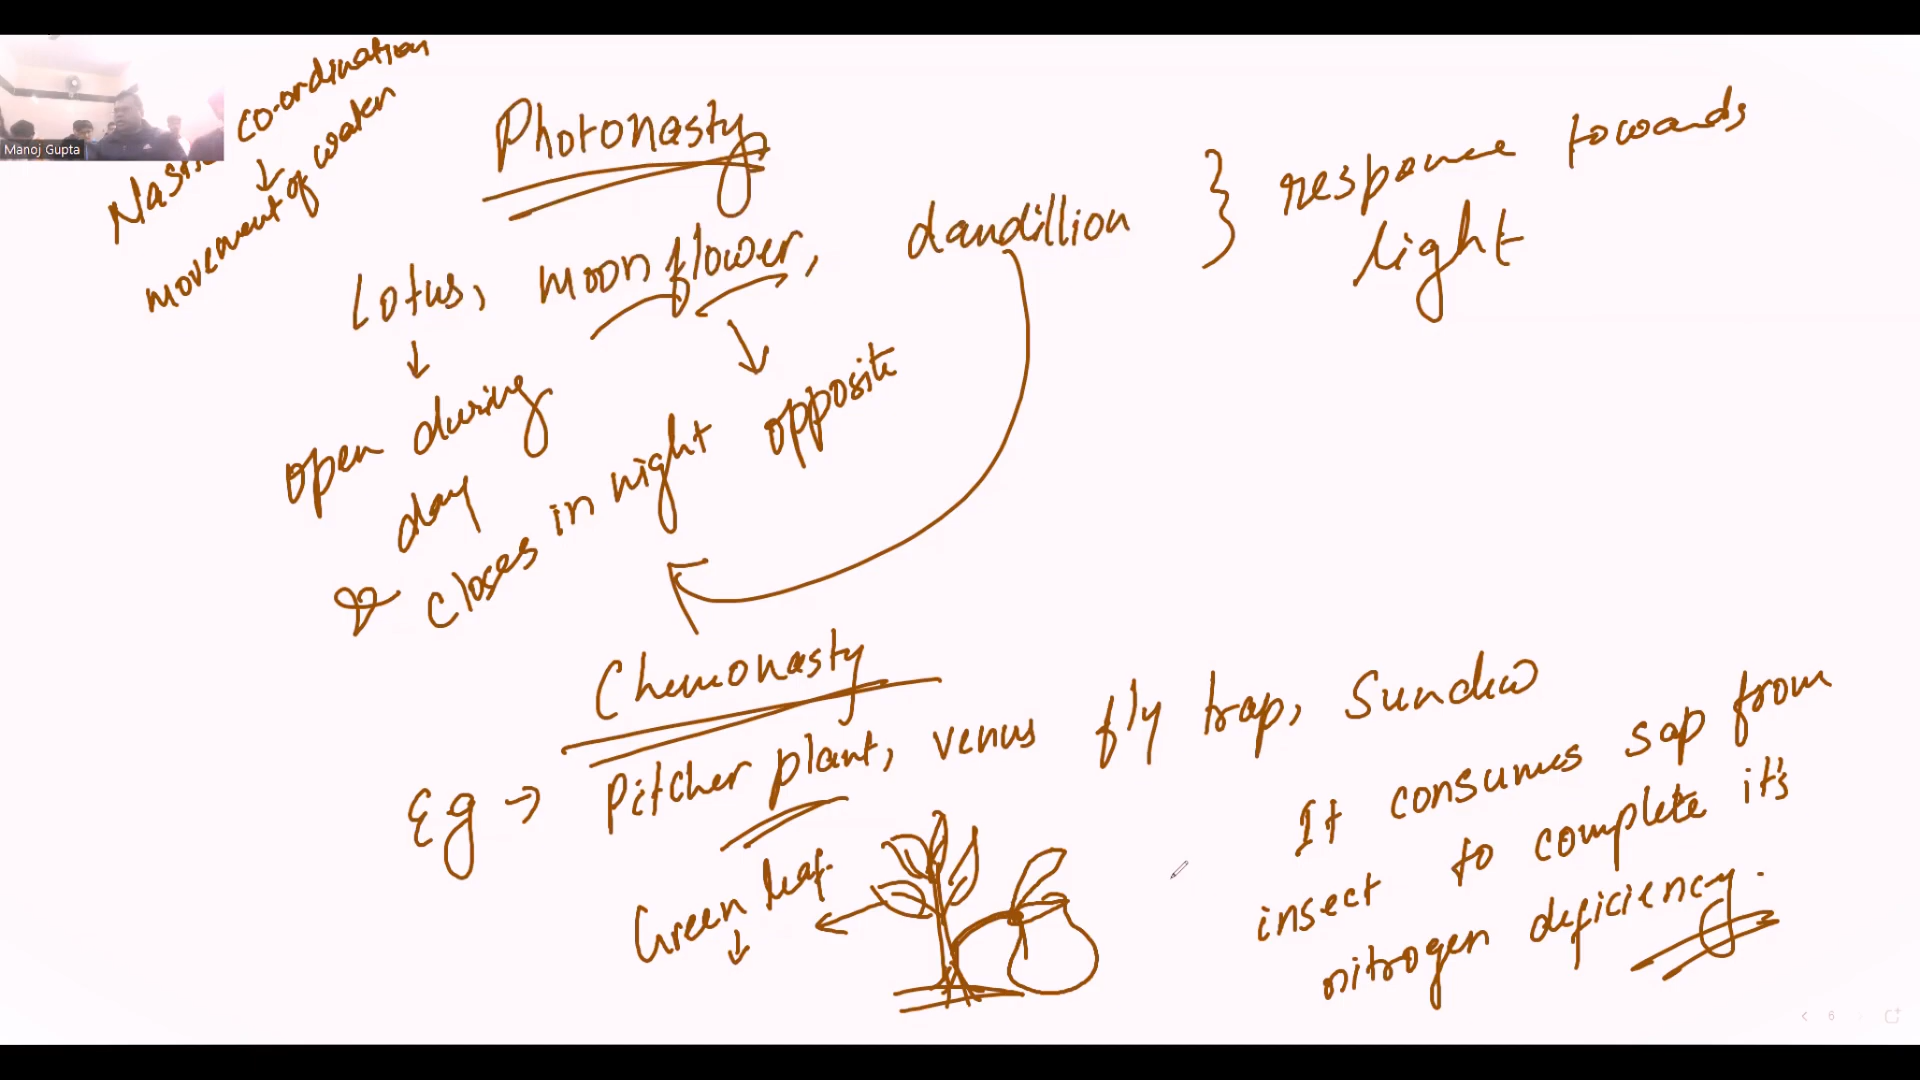 Manoj Gupta
co-ordination
movement of water
Photonasty
Lotus, moon flower, dandillion } response towards
light
open during
day
& closes in night
opposite
Chemonasty
Eg → Pitcher plant, venus fly trap, Sundew
Green leaf
It consumes sap from
insect to complete it's
nitrogen deficiency.
6